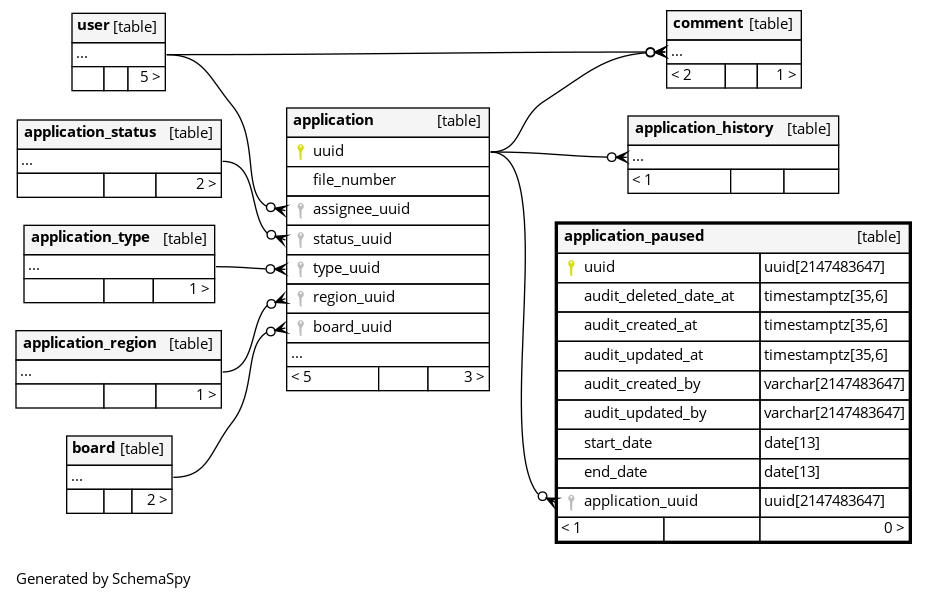 user [table]
...
5 >
application_status [table]
...
2 >
application_type [table]
...
1 >
application_region [table]
...
1 >
board [table]
...
2 >
application [table]
uuid
file_number
assignee_uuid
status_uuid
type_uuid
region_uuid
board_uuid
...
< 5 3 >
comment [table]
...
< 2 1 >
application_history [table]
...
< 1
application_paused [table]
uuid uuid[2147483647]
audit_deleted_date_at timestamptz[35,6]
audit_created_at timestamptz[35,6]
audit_updated_at timestamptz[35,6]
audit_created_by varchar[2147483647]
audit_updated_by varchar[2147483647]
start_date date[13]
end_date date[13]
application_uuid uuid[2147483647]
< 1 0 >
Generated by SchemaSpy